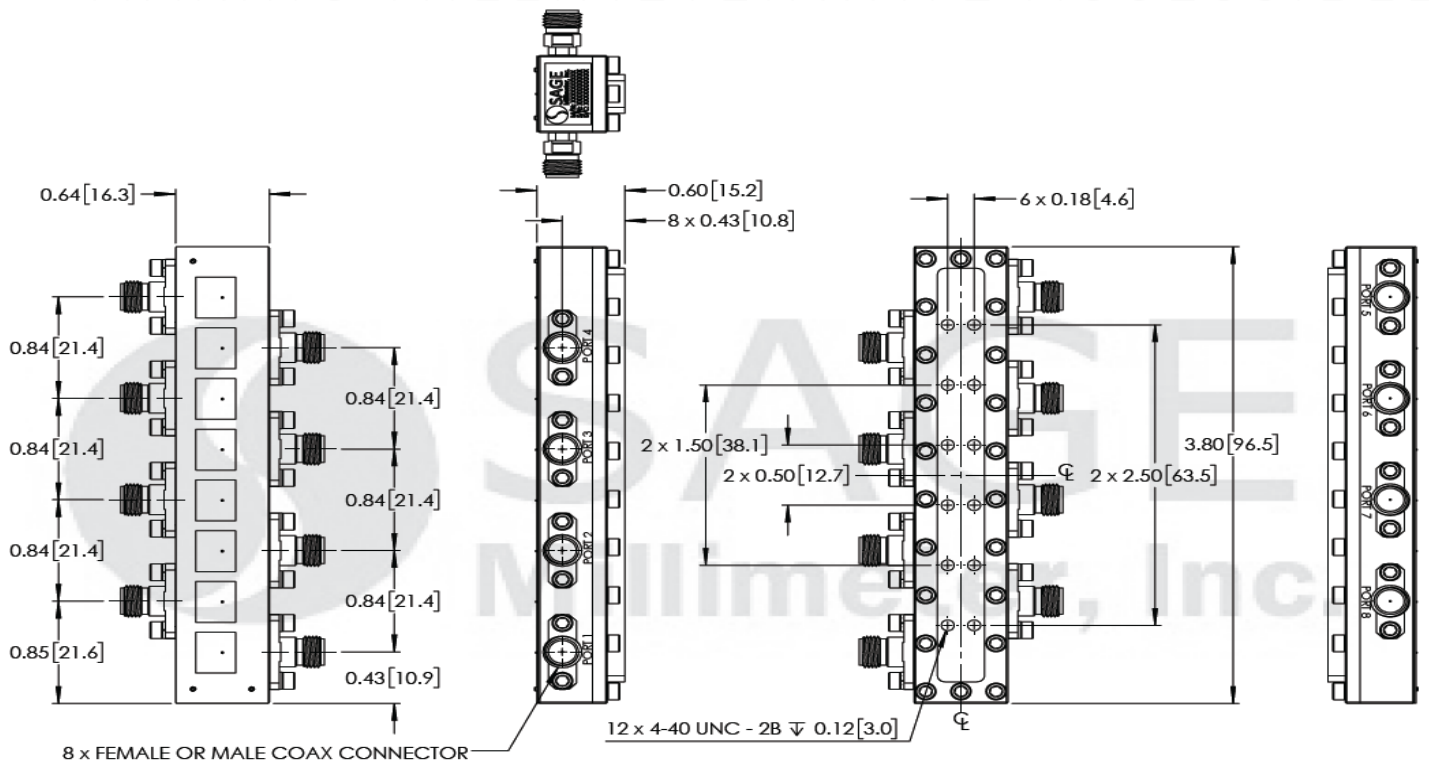 SAGE
0.64[16.3]
0.60[15.2]
8 x 0.43[10.8]
6 x 0.18[4.6]
PORT 4
PORT 3
PORT 2
PORT 1
PORT 5
PORT 6
PORT 7
PORT 8
0.84[21.4]
0.84[21.4]
0.84[21.4]
0.85[21.6]
0.84[21.4]
0.84[21.4]
0.84[21.4]
0.43[10.9]
2 x 1.50[38.1]
2 x 0.50[12.7]
2 x 2.50[63.5]
3.80[96.5]
12 x 4-40 UNC - 2B ↧ 0.12[3.0]
8 x FEMALE OR MALE COAX CONNECTOR
SAGE
Millimeter, Inc.